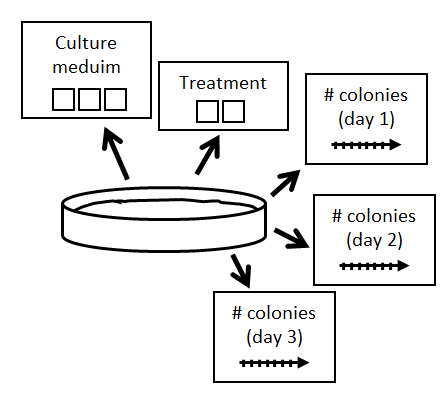 Culture
meduim
Treatment
# colonies
(day 1)
# colonies
(day 2)
# colonies
(day 3)